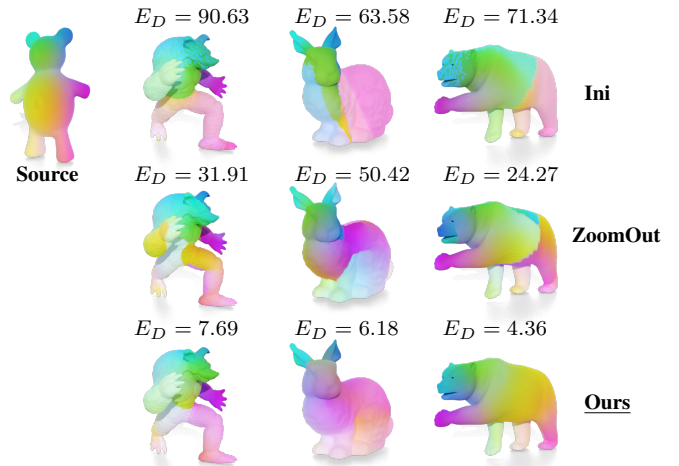 E_D = 90.63 E_D = 63.58 E_D = 71.34
Ini
Source
E_D = 31.91 E_D = 50.42 E_D = 24.27
ZoomOut
E_D = 7.69 E_D = 6.18 E_D = 4.36
Ours